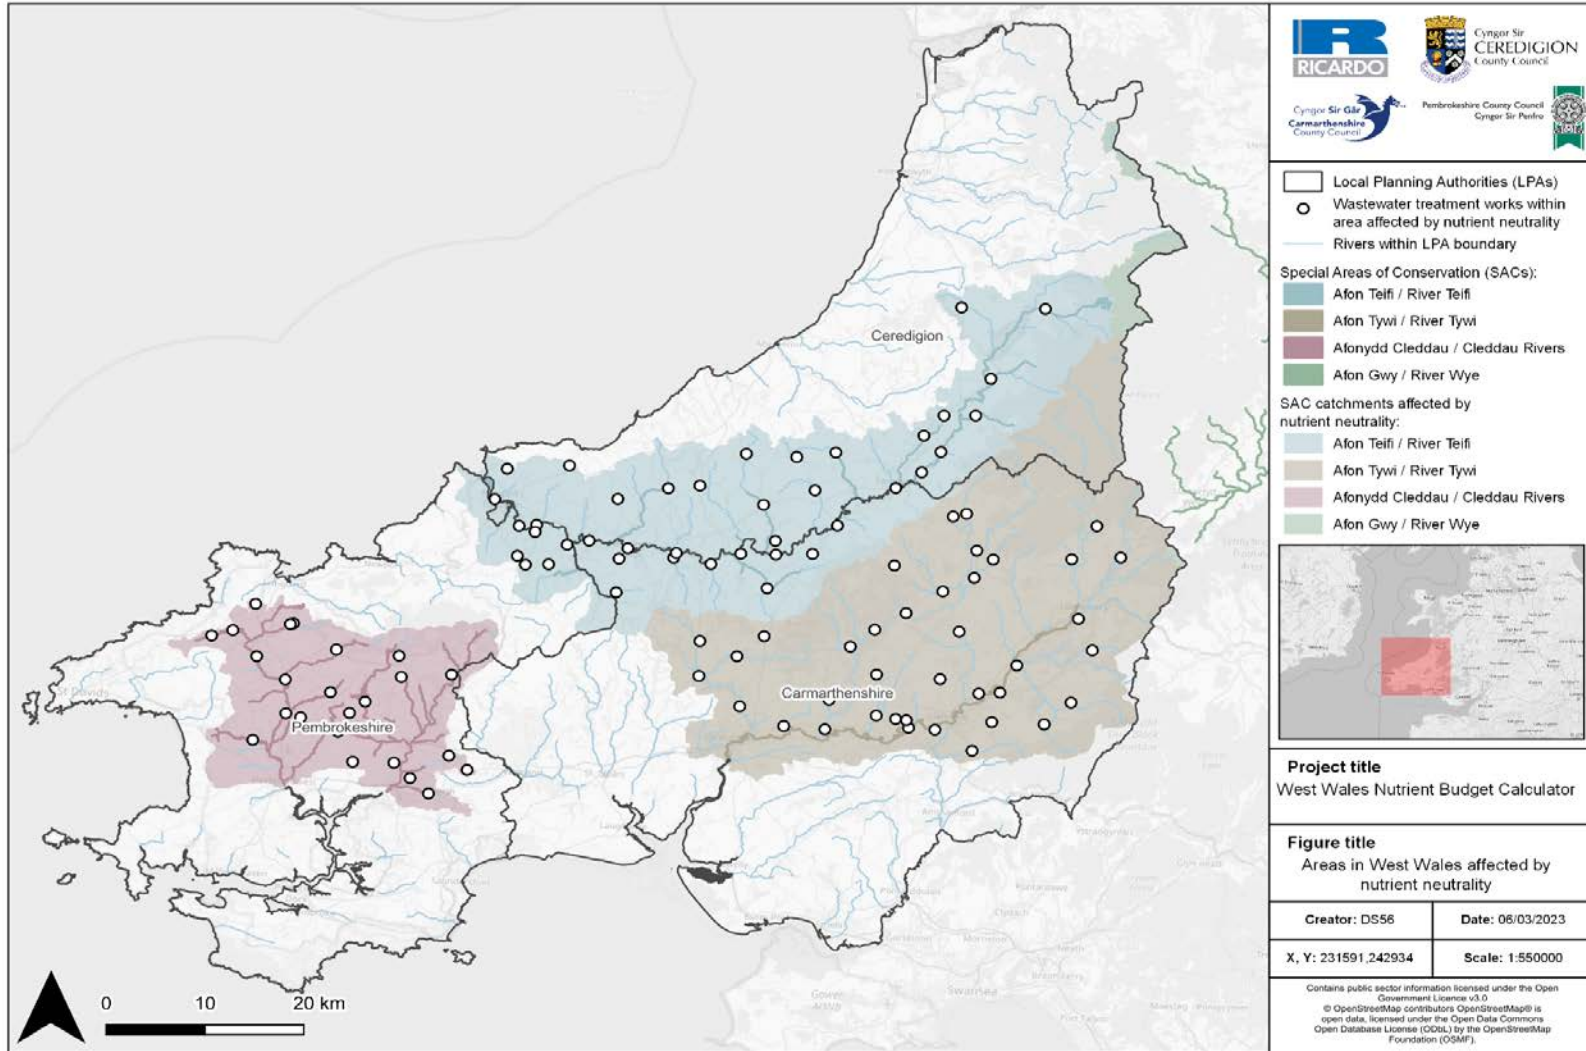 RICARDO
Cyngor Sir
CEREDIGION
County Council
Cyngor Sir Gâr
Carmarthenshire
County Council
Pembrokeshire County Council
Cyngor Sir Penfro
Local Planning Authorities (LPAs)
Wastewater treatment works within
area affected by nutrient neutrality
Rivers within LPA boundary
Special Areas of Conservation (SACs):
Afon Teifi / River Teifi
Afon Tywi / River Tywi
Afonydd Cleddau / Cleddau Rivers
Afon Gwy / River Wye
SAC catchments affected by
nutrient neutrality:
Afon Teifi / River Teifi
Afon Tywi / River Tywi
Afonydd Cleddau / Cleddau Rivers
Afon Gwy / River Wye
Ceredigion
Carmarthenshire
Pembrokeshire
St Davids
Swansea
0 10 20 km
Project title
West Wales Nutrient Budget Calculator
Figure title
Areas in West Wales affected by
nutrient neutrality
Creator: DS56
Date: 06/03/2023
X, Y: 231591,242934
Scale: 1:550000
Contains public sector information licensed under the Open
Government Licence v3.0
© OpenStreetMap contributors OpenStreetMap® is
open data, licensed under the Open Data Commons
Open Database License (ODbL) by the OpenStreetMap
Foundation (OSMF).